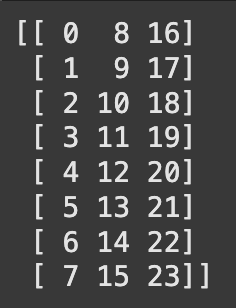 [[ 0  8 16]
 [ 1  9 17]
 [ 2 10 18]
 [ 3 11 19]
 [ 4 12 20]
 [ 5 13 21]
 [ 6 14 22]
 [ 7 15 23]]